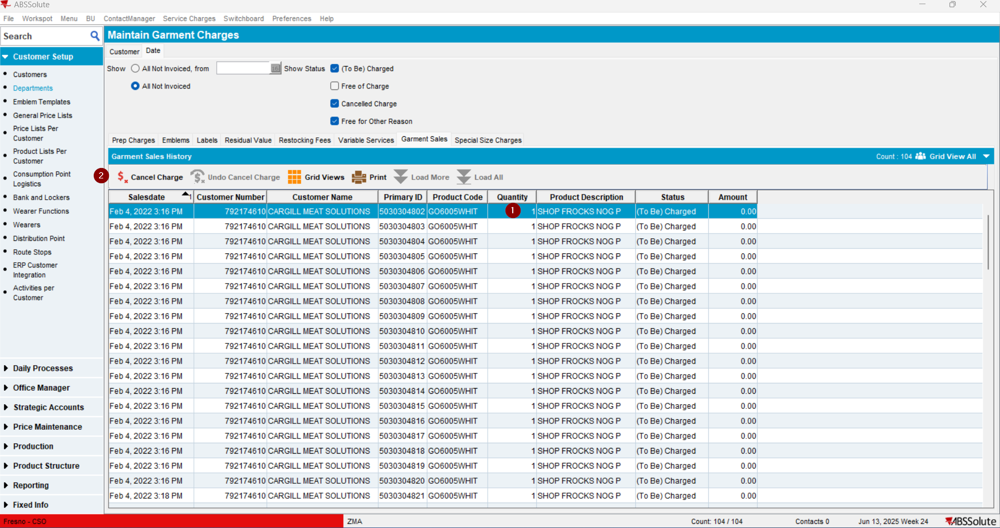 ABSSolute
File Workspot Menu BU ContactManager Service Charges Switchboard Preferences Help
Search
Maintain Garment Charges
Customer Date
Show All Not Invoiced, from 16 Show Status (To Be) Charged
All Not Invoiced Free of Charge
Cancelled Charge
Free for Other Reason
Prep Charges Emblems Labels Residual Value Restocking Fees Variable Services Garment Sales Special Size Charges
Garment Sales History Count : 104 Grid View All
2 Cancel Charge Undo Cancel Charge Grid Views Print Load More Load All
Salesdate 1 Customer Number Customer Name Primary ID Product Code Quantity Product Description Status Amount
Feb 4, 2022 3:16 PM 792174610 CARGILL MEAT SOLUTIONS 5030304802 GO6005WHIT 1 1 SHOP FROCKS NOG P (To Be) Charged 0.00
Feb 4, 2022 3:16 PM 792174610 CARGILL MEAT SOLUTIONS 5030304803 GO6005WHIT 1 SHOP FROCKS NOG P (To Be) Charged 0.00
Feb 4, 2022 3:16 PM 792174610 CARGILL MEAT SOLUTIONS 5030304804 GO6005WHIT 1 SHOP FROCKS NOG P (To Be) Charged 0.00
Feb 4, 2022 3:16 PM 792174610 CARGILL MEAT SOLUTIONS 5030304805 GO6005WHIT 1 SHOP FROCKS NOG P (To Be) Charged 0.00
Feb 4, 2022 3:16 PM 792174610 CARGILL MEAT SOLUTIONS 5030304806 GO6005WHIT 1 SHOP FROCKS NOG P (To Be) Charged 0.00
Feb 4, 2022 3:16 PM 792174610 CARGILL MEAT SOLUTIONS 5030304807 GO6005WHIT 1 SHOP FROCKS NOG P (To Be) Charged 0.00
Feb 4, 2022 3:16 PM 792174610 CARGILL MEAT SOLUTIONS 5030304808 GO6005WHIT 1 SHOP FROCKS NOG P (To Be) Charged 0.00
Feb 4, 2022 3:16 PM 792174610 CARGILL MEAT SOLUTIONS 5030304809 GO6005WHIT 1 SHOP FROCKS NOG P (To Be) Charged 0.00
Feb 4, 2022 3:16 PM 792174610 CARGILL MEAT SOLUTIONS 5030304810 GO6005WHIT 1 SHOP FROCKS NOG P (To Be) Charged 0.00
Feb 4, 2022 3:16 PM 792174610 CARGILL MEAT SOLUTIONS 5030304811 GO6005WHIT 1 SHOP FROCKS NOG P (To Be) Charged 0.00
Feb 4, 2022 3:16 PM 792174610 CARGILL MEAT SOLUTIONS 5030304812 GO6005WHIT 1 SHOP FROCKS NOG P (To Be) Charged 0.00
Feb 4, 2022 3:16 PM 792174610 CARGILL MEAT SOLUTIONS 5030304813 GO6005WHIT 1 SHOP FROCKS NOG P (To Be) Charged 0.00
Feb 4, 2022 3:16 PM 792174610 CARGILL MEAT SOLUTIONS 5030304814 GO6005WHIT 1 SHOP FROCKS NOG P (To Be) Charged 0.00
Feb 4, 2022 3:16 PM 792174610 CARGILL MEAT SOLUTIONS 5030304815 GO6005WHIT 1 SHOP FROCKS NOG P (To Be) Charged 0.00
Feb 4, 2022 3:16 PM 792174610 CARGILL MEAT SOLUTIONS 5030304816 GO6005WHIT 1 SHOP FROCKS NOG P (To Be) Charged 0.00
Feb 4, 2022 3:16 PM 792174610 CARGILL MEAT SOLUTIONS 5030304817 GO6005WHIT 1 SHOP FROCKS NOG P (To Be) Charged 0.00
Feb 4, 2022 3:16 PM 792174610 CARGILL MEAT SOLUTIONS 5030304818 GO6005WHIT 1 SHOP FROCKS NOG P (To Be) Charged 0.00
Feb 4, 2022 3:16 PM 792174610 CARGILL MEAT SOLUTIONS 5030304819 GO6005WHIT 1 SHOP FROCKS NOG P (To Be) Charged 0.00
Feb 4, 2022 3:16 PM 792174610 CARGILL MEAT SOLUTIONS 5030304820 GO6005WHIT 1 SHOP FROCKS NOG P (To Be) Charged 0.00
Feb 4, 2022 3:18 PM 792174610 CARGILL MEAT SOLUTIONS 5030304821 GO6005WHIT 1 SHOP FROCKS NOG P (To Be) Charged 0.00
Customer Setup
Customers
Departments
Emblem Templates
General Price Lists
Price Lists Per
Customer
Product Lists Per
Customer
Consumption Point
Logistics
Bank and Lockers
Wearer Functions
Wearers
Distribution Point
Route Stops
ERP Customer
Integration
Activities per
Customer
Daily Processes
Office Manager
Strategic Accounts
Price Maintenance
Production
Product Structure
Reporting
Fixed Info
Fresno - CSO ZMA Count: 104 / 104 Contacts 0 Jun 13, 2025 Week 24 ABSSolute